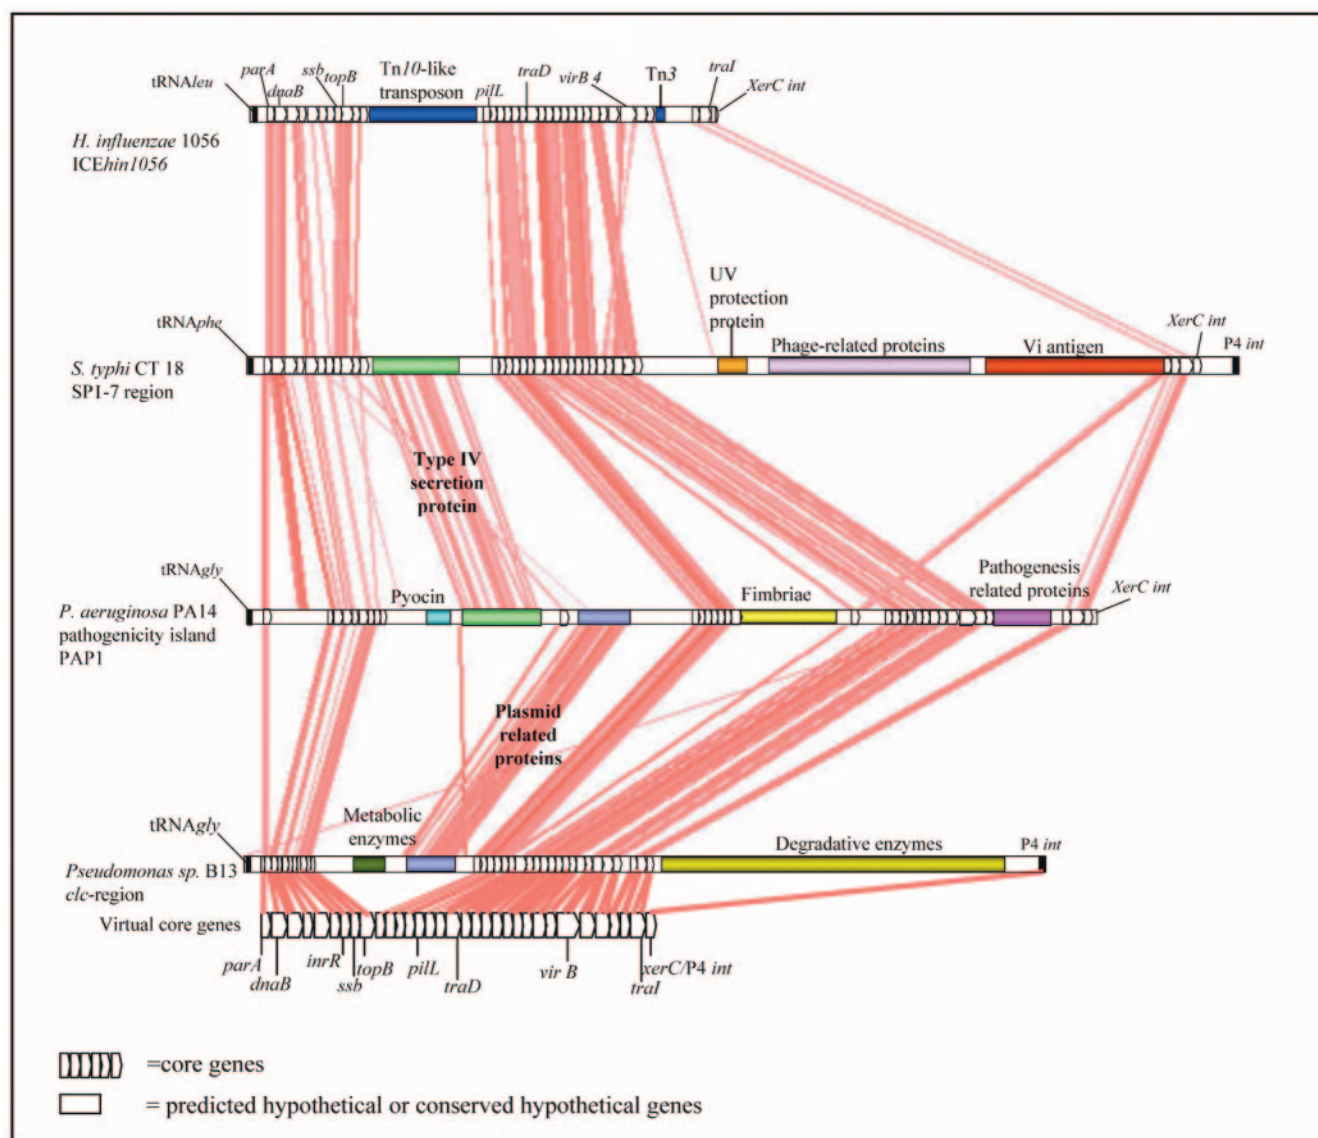 tRNAleu
parA
dnaB
ssb
topB
Tn10-like
transposon
pilL
traD
virB 4
Tn3
traI
XerC int
H. influenzae 1056
ICEhin1056
UV
protection
protein
tRNAphe
Phage-related proteins
Vi antigen
XerC int
P4 int
S. typhi CT 18
SP1-7 region
Type IV
secretion
protein
tRNAgly
Pyocin
Fimbriae
Pathogenesis
related proteins
XerC int
P. aeruginosa PA14
pathogenicity island
PAP1
Plasmid
related
proteins
tRNAgly
Metabolic
enzymes
Degradative enzymes
P4 int
Pseudomonas sp. B13
clc-region
Virtual core genes
parA
dnaB
inrR
ssb
topB
pilL
traD
vir B
xerC/P4 int
traI
=core genes
= predicted hypothetical or conserved hypothetical genes